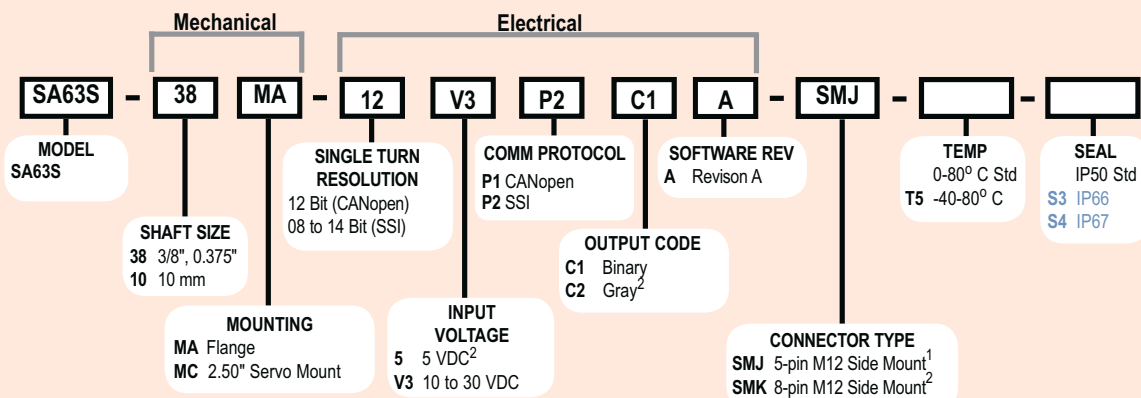 Mechanical
Electrical
SA63S - 38 MA - 12 V3 P2 C1 A - SMJ - -
MODEL
SA63S
SHAFT SIZE
38 3/8", 0.375"
10 10 mm
MOUNTING
MA Flange
MC 2.50" Servo Mount
SINGLE TURN
RESOLUTION
12 Bit (CANopen)
08 to 14 Bit (SSI)
INPUT
VOLTAGE
5 5 VDC²
V3 10 to 30 VDC
COMM PROTOCOL
P1 CANopen
P2 SSI
OUTPUT CODE
C1 Binary
C2 Gray²
SOFTWARE REV
A Revison A
CONNECTOR TYPE
SMJ 5-pin M12 Side Mount¹
SMK 8-pin M12 Side Mount²
TEMP
0-80° C Std
T5 -40-80° C
SEAL
IP50 Std
S3 IP66
S4 IP67